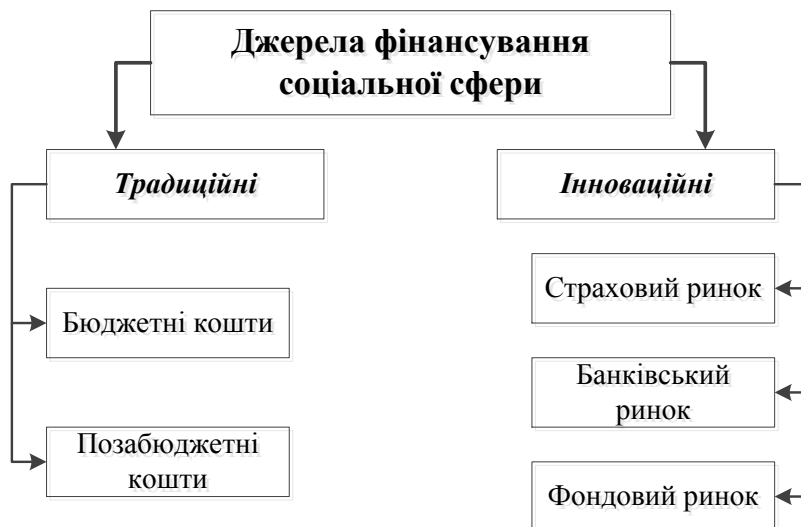 Джерела фінансування
соціальної сфери
Традиційні
Інноваційні
Бюджетні кошти
Страховий ринок
Банківський
ринок
Позабюджетні
кошти
Фондовий ринок